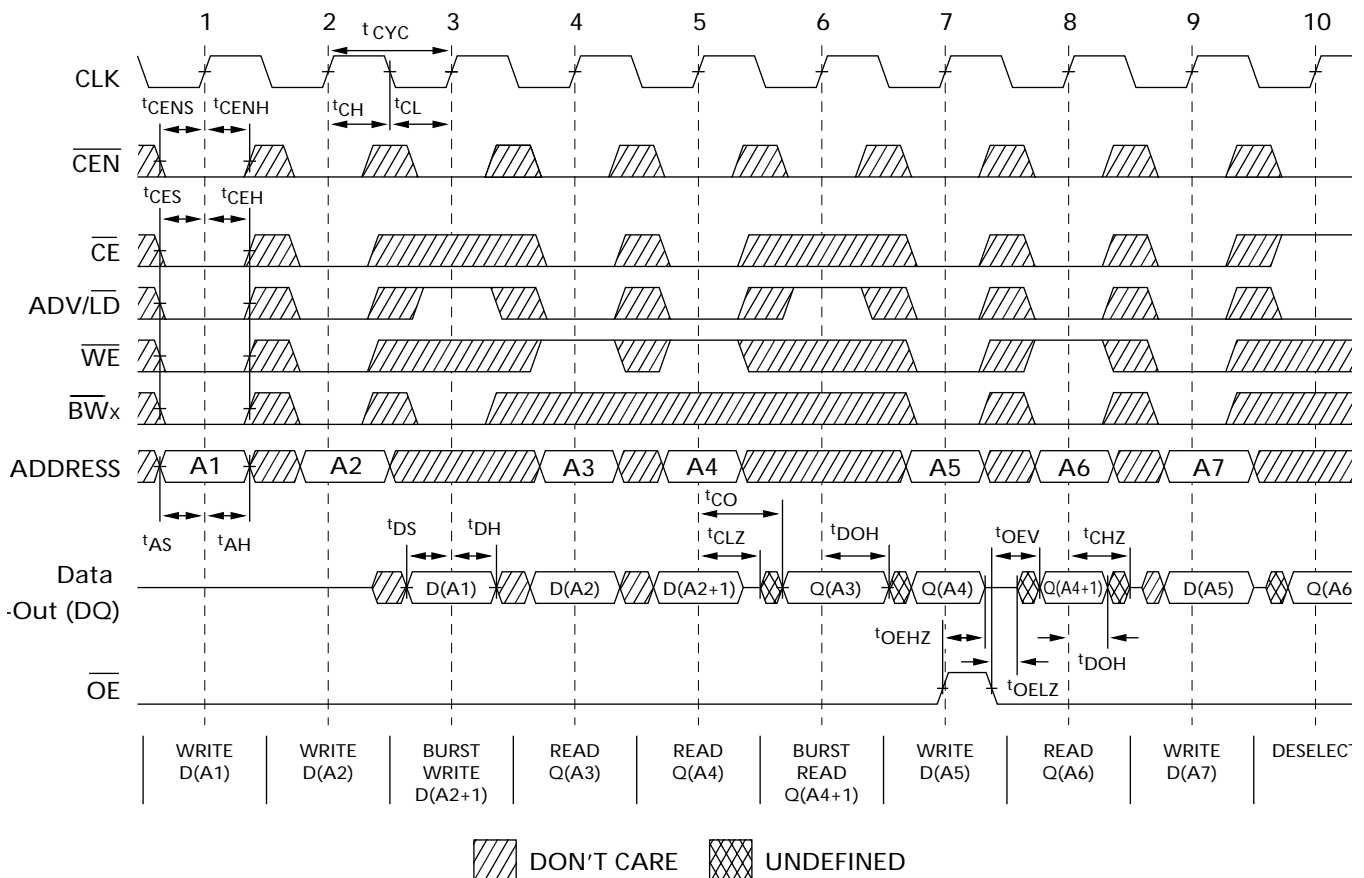 1 2 3 4 5 6 7 8 9 10
tCYC
CLK
tCENS tCENH tCH tCL
CEN
tCES tCEH
CE
ADV/LD
WE
BWx
ADDRESS A1 A2 A3 A4 A5 A6 A7
tCO
tAS tAH tDS tDH tCLZ tDOH tOEV tCHZ
Data
-Out (DQ)
D(A1) D(A2) D(A2+1) Q(A3) Q(A4) Q(A4+1) D(A5) Q(A6
tOEHZ tDOH
tOELZ
OE
WRITE WRITE BURST READ READ BURST WRITE READ WRITE DESELECT
D(A1) D(A2) WRITE Q(A3) Q(A4) READ D(A5) Q(A6) D(A7)
D(A2+1) Q(A4+1)
DON'T CARE UNDEFINED